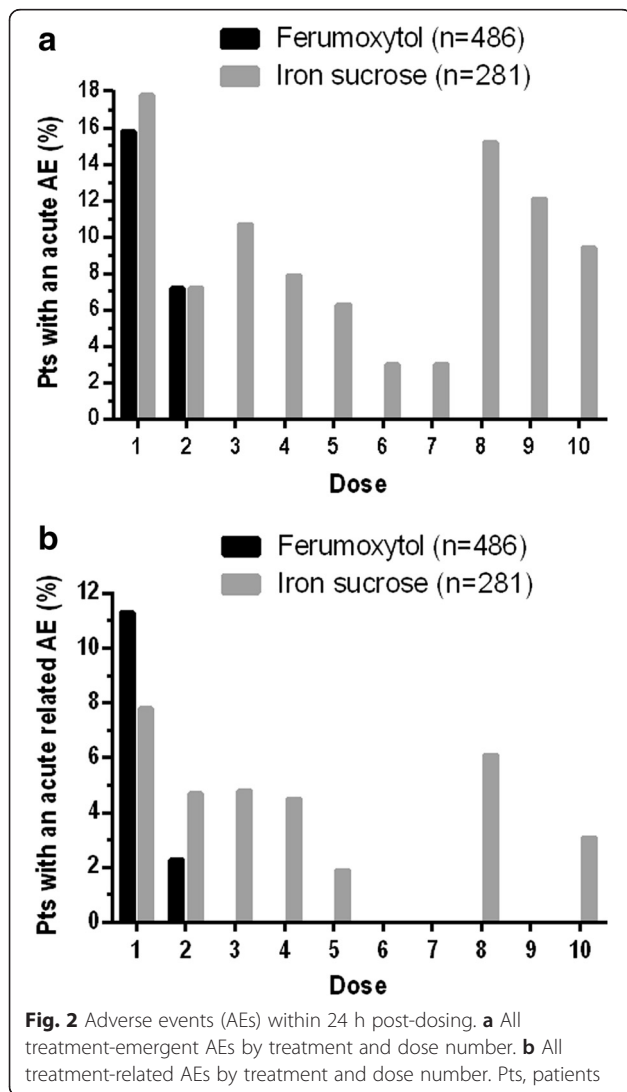 a
Ferumoxytol (n=486)
Iron sucrose (n=281)
Pts with an acute AE (%)
18
16
14
12
10
8
6
4
2
0
1 2 3 4 5 6 7 8 9 10
Dose
b
Ferumoxytol (n=486)
Iron sucrose (n=281)
Pts with an acute related AE (%)
12
10
8
6
4
2
0
1 2 3 4 5 6 7 8 9 10
Dose
Fig. 2 Adverse events (AEs) within 24 h post-dosing. a All
treatment-emergent AEs by treatment and dose number. b All
treatment-related AEs by treatment and dose number. Pts, patients